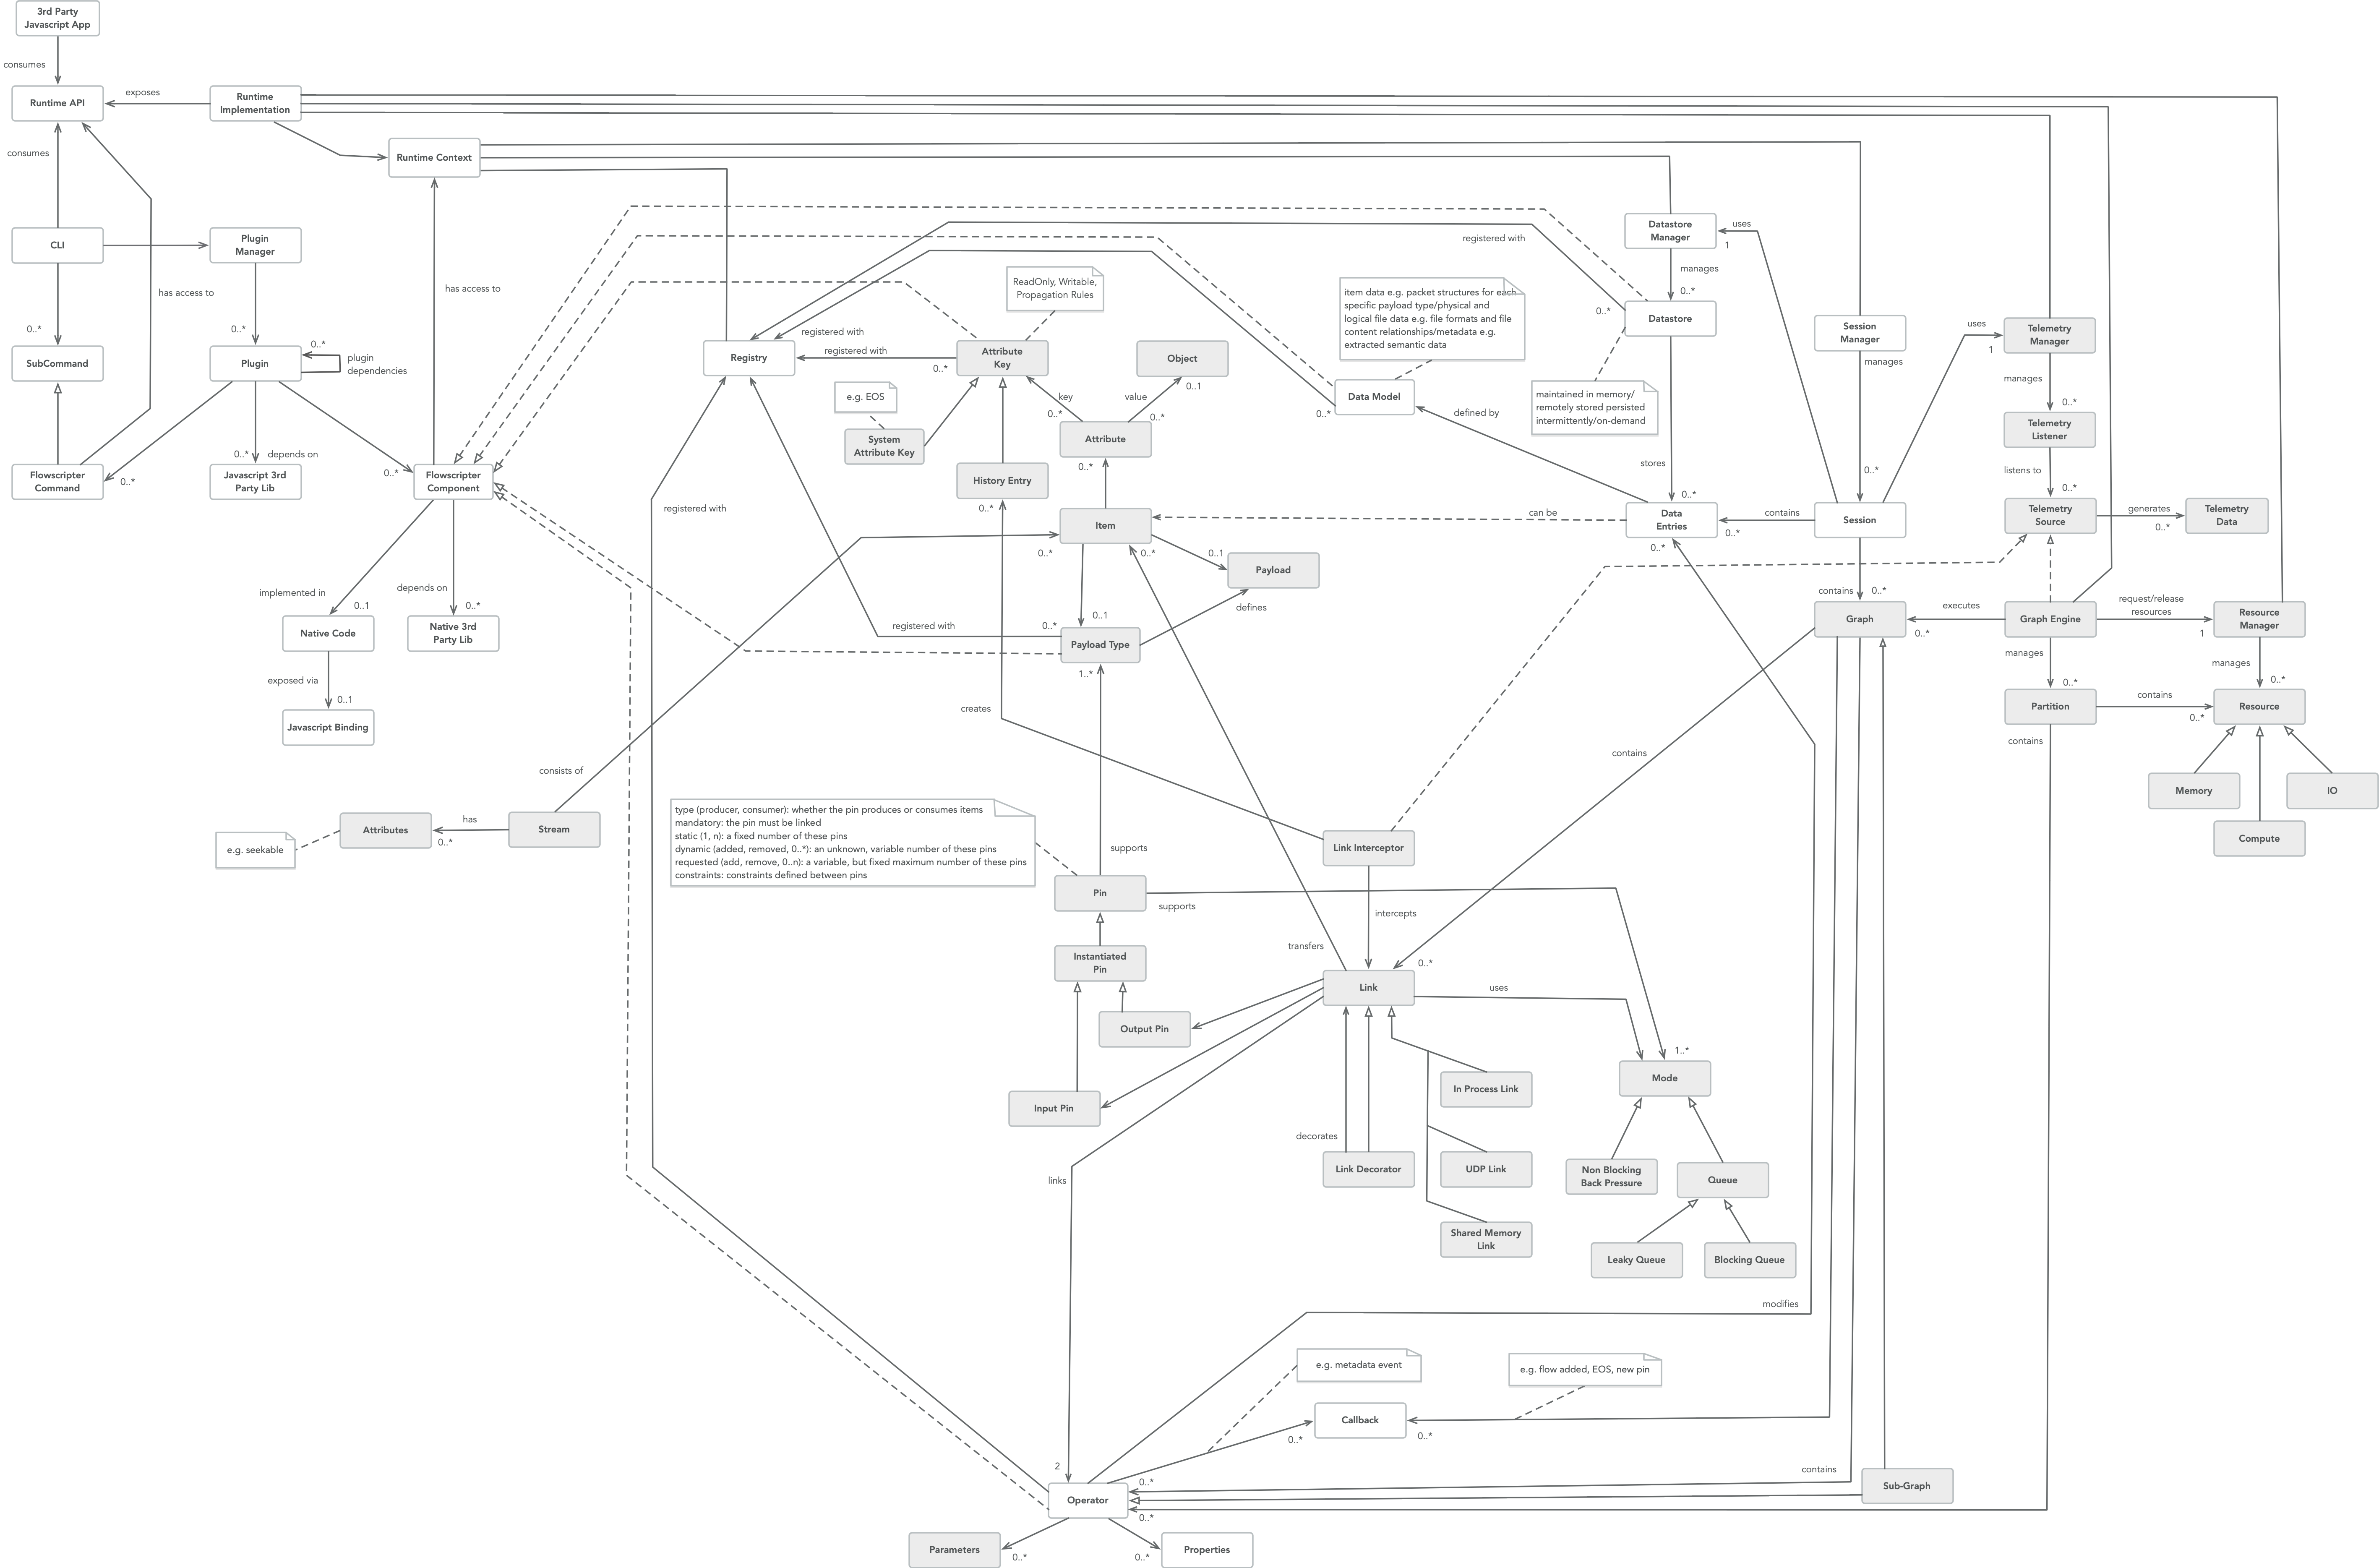 3rd Party
Javascript App
consumes
Runtime API
exposes
Runtime
Implementation
consumes
Runtime Context
has access to
CLI
Plugin
Manager
has access to
0..*
0..*
SubCommand
Plugin
0..*
plugin
dependencies
Flowscripter
Command
0..*
0..*
depends on
Javascript 3rd
Party Lib
0..*
Flowscripter
Component
implemented in
0..1
depends on
0..*
Native Code
Native 3rd
Party Lib
exposed via
0..1
Javascript Binding
registered with
Datastore
Manager
uses
1
manages
0..*
0..*
Datastore
ReadOnly, Writable,
Propagation Rules
item data e.g. packet structures for each
specific payload type/physical and
logical file data e.g. file formats and file
content relationships/metadata e.g.
extracted semantic data
registered with
registered with
0..*
Registry
Attribute
Key
Object
0..1
key
value
0..*
0..*
e.g. EOS
System
Attribute Key
Attribute
0..*
History Entry
0..*
Data Model
0..*
defined by
maintained in memory/
remotely stored persisted
intermittently/on-demand
stores
0..*
Session
Manager
manages
0..*
uses
1
Telemetry
Manager
manages
0..*
Telemetry
Listener
listens to
0..*
Telemetry
Source
generates
0..*
Telemetry
Data
registered with
Item
0..*
0..*
0..1
Payload
can be
Data
Entries
0..*
contains
0..*
Session
0..1
defines
registered with
0..*
Payload Type
1..*
contains
0..*
Graph
executes
0..*
Graph Engine
request/release
resources
1
Resource
Manager
manages
0..*
manages
0..*
Partition
contains
0..*
Resource
contains
Memory
IO
Compute
creates
contains
consists of
Attributes
has
0..*
Stream
e.g. seekable
type (producer, consumer): whether the pin produces or consumes items
mandatory: the pin must be linked
static (1, n): a fixed number of these pins
dynamic (added, removed, 0..*): an unknown, variable number of these pins
requested (add, remove, 0..n): a variable, but fixed maximum number of these pins
constraints: constraints defined between pins
supports
Link Interceptor
Pin
supports
intercepts
transfers
0..*
Instantiated
Pin
Link
uses
Output Pin
Input Pin
1..*
Mode
In Process Link
decorates
Link Decorator
UDP Link
Non Blocking
Back Pressure
Queue
links
Shared Memory
Link
Leaky Queue
Blocking Queue
modifies
e.g. metadata event
e.g. flow added, EOS, new pin
Callback
0..*
0..*
2
0..*
contains
Operator
Sub-Graph
0..*
Parameters
0..*
0..*
Properties